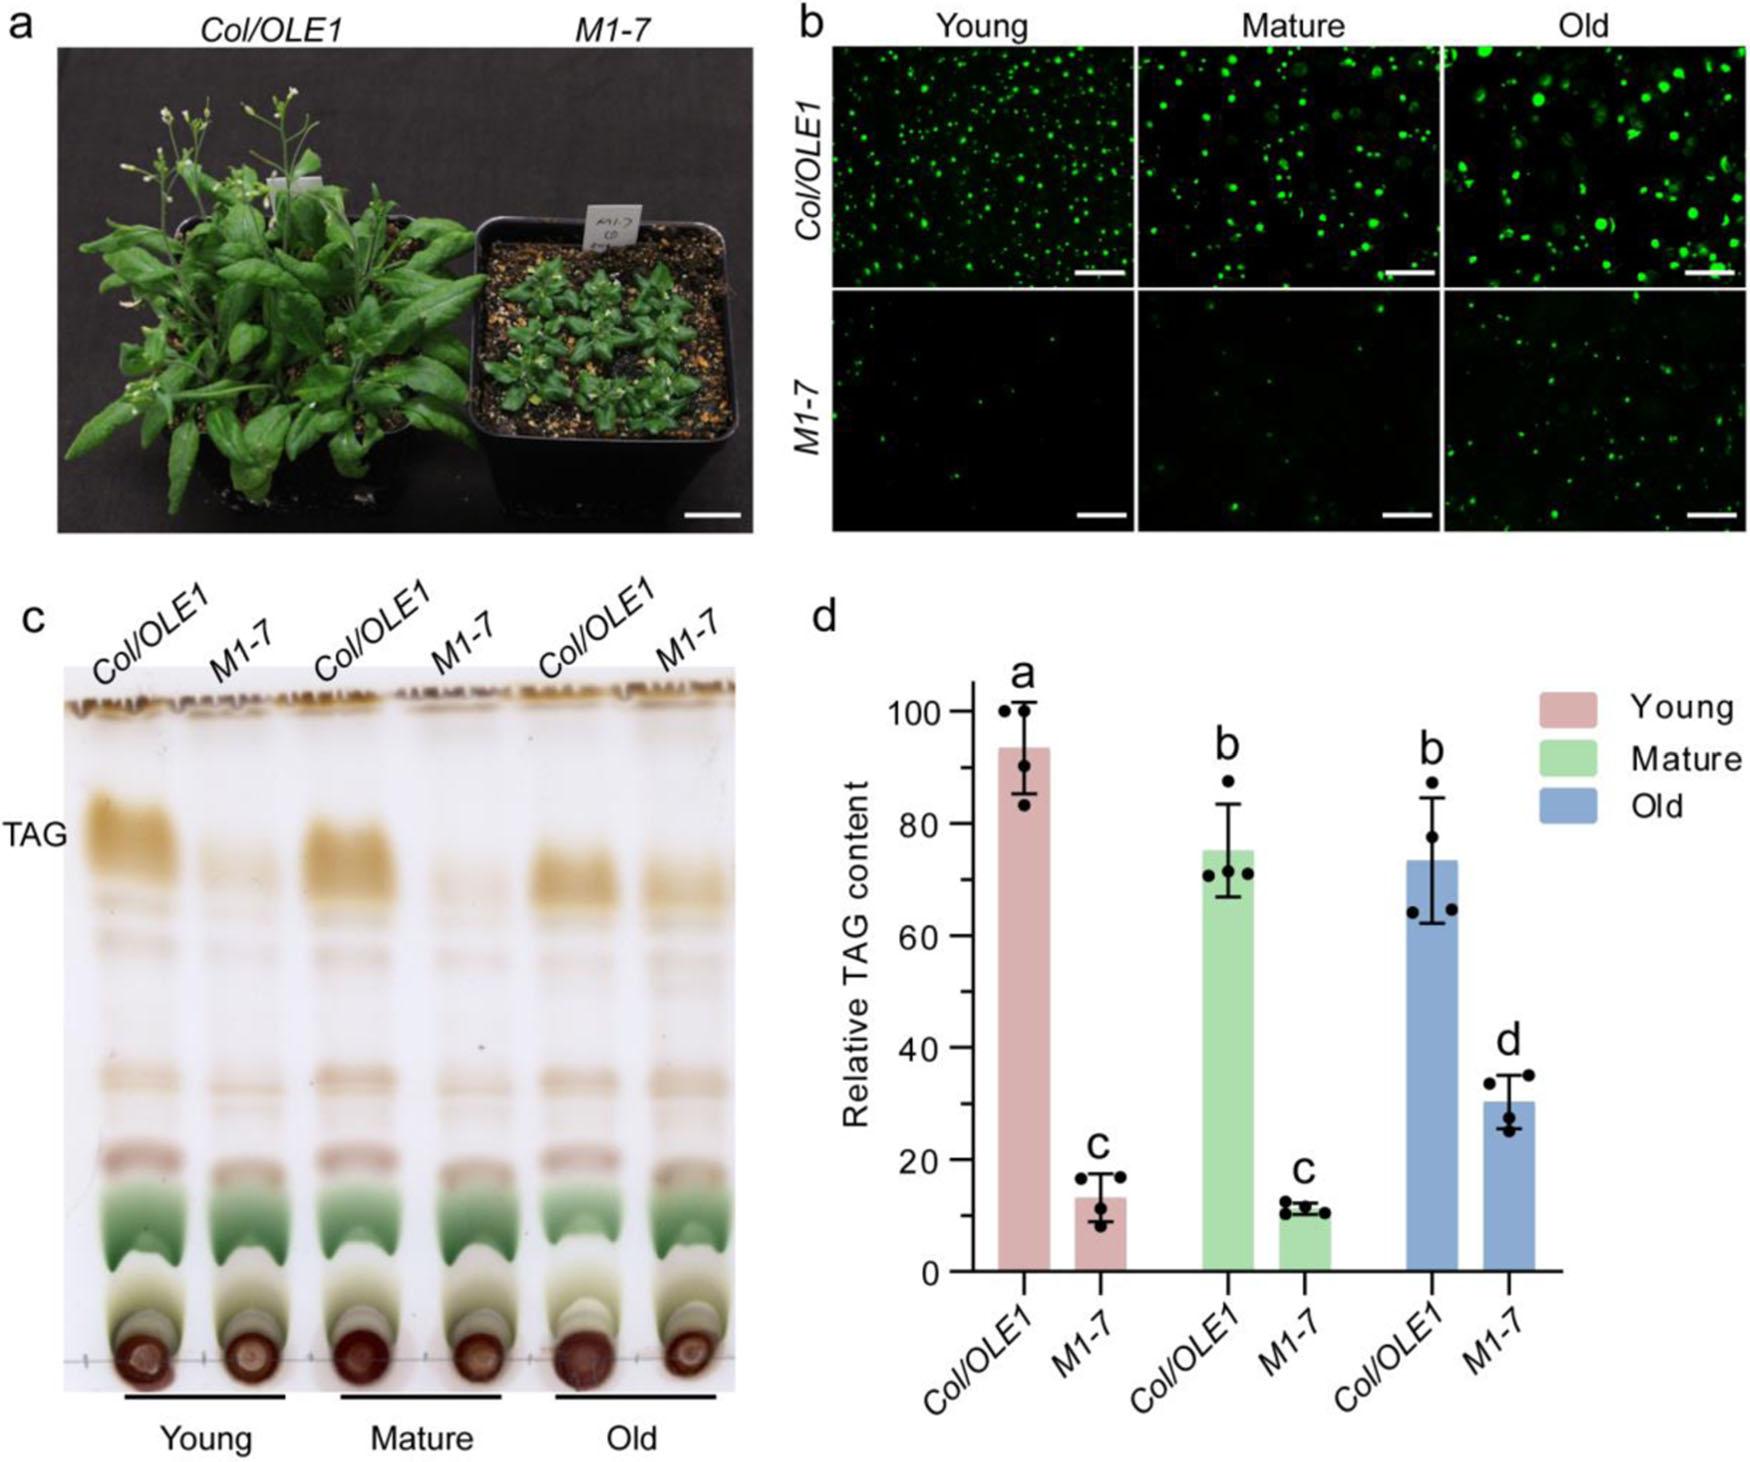 a
Col/OLE1 M1-7
M1-7
b
Young Mature Old
Col/OLE1
M1-7
c
Col/OLE1 M1-7 Col/OLE1 M1-7 Col/OLE1 M1-7
TAG
Young Mature Old
d
Relative TAG content
100
80
60
40
20
0
a
c
b
c
b
d
Young
Mature
Old
Col/OLE1 M1-7 Col/OLE1 M1-7 Col/OLE1 M1-7